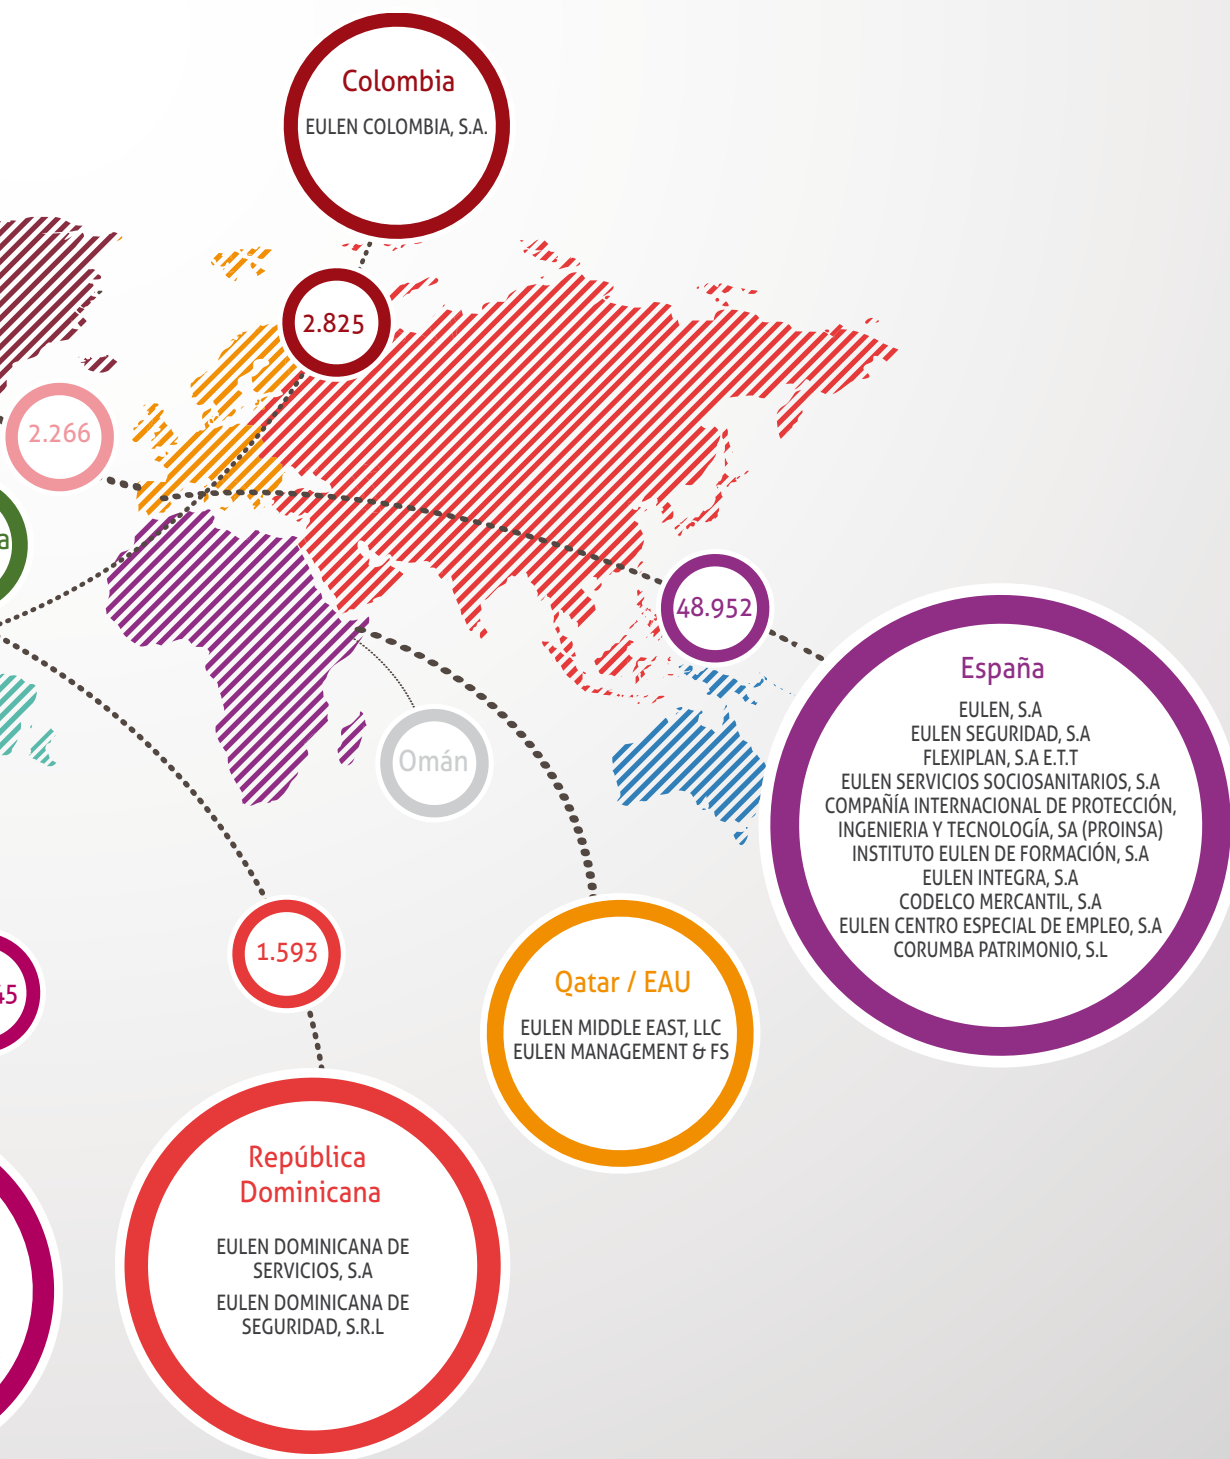 Colombia
EULEN COLOMBIA, S.A.
2.825
2.266
a
48.952
España
EULEN, S.A
EULEN SEGURIDAD, S.A
FLEXIPLAN, S.A E.T.T
EULEN SERVICIOS SOCIOSANITARIOS, S.A
COMPAÑÍA INTERNACIONAL DE PROTECCIÓN,
INGENIERIA Y TECNOLOGÍA, SA (PROINSA)
INSTITUTO EULEN DE FORMACIÓN, S.A
EULEN INTEGRA, S.A
CODELCO MERCANTIL, S.A
EULEN CENTRO ESPECIAL DE EMPLEO, S.A
CORUMBA PATRIMONIO, S.L
Omán
1.593
45
Qatar / EAU
EULEN MIDDLE EAST, LLC
EULEN MANAGEMENT & FS
República
Dominicana
EULEN DOMINICANA DE
SERVICIOS, S.A
EULEN DOMINICANA DE
SEGURIDAD, S.R.L